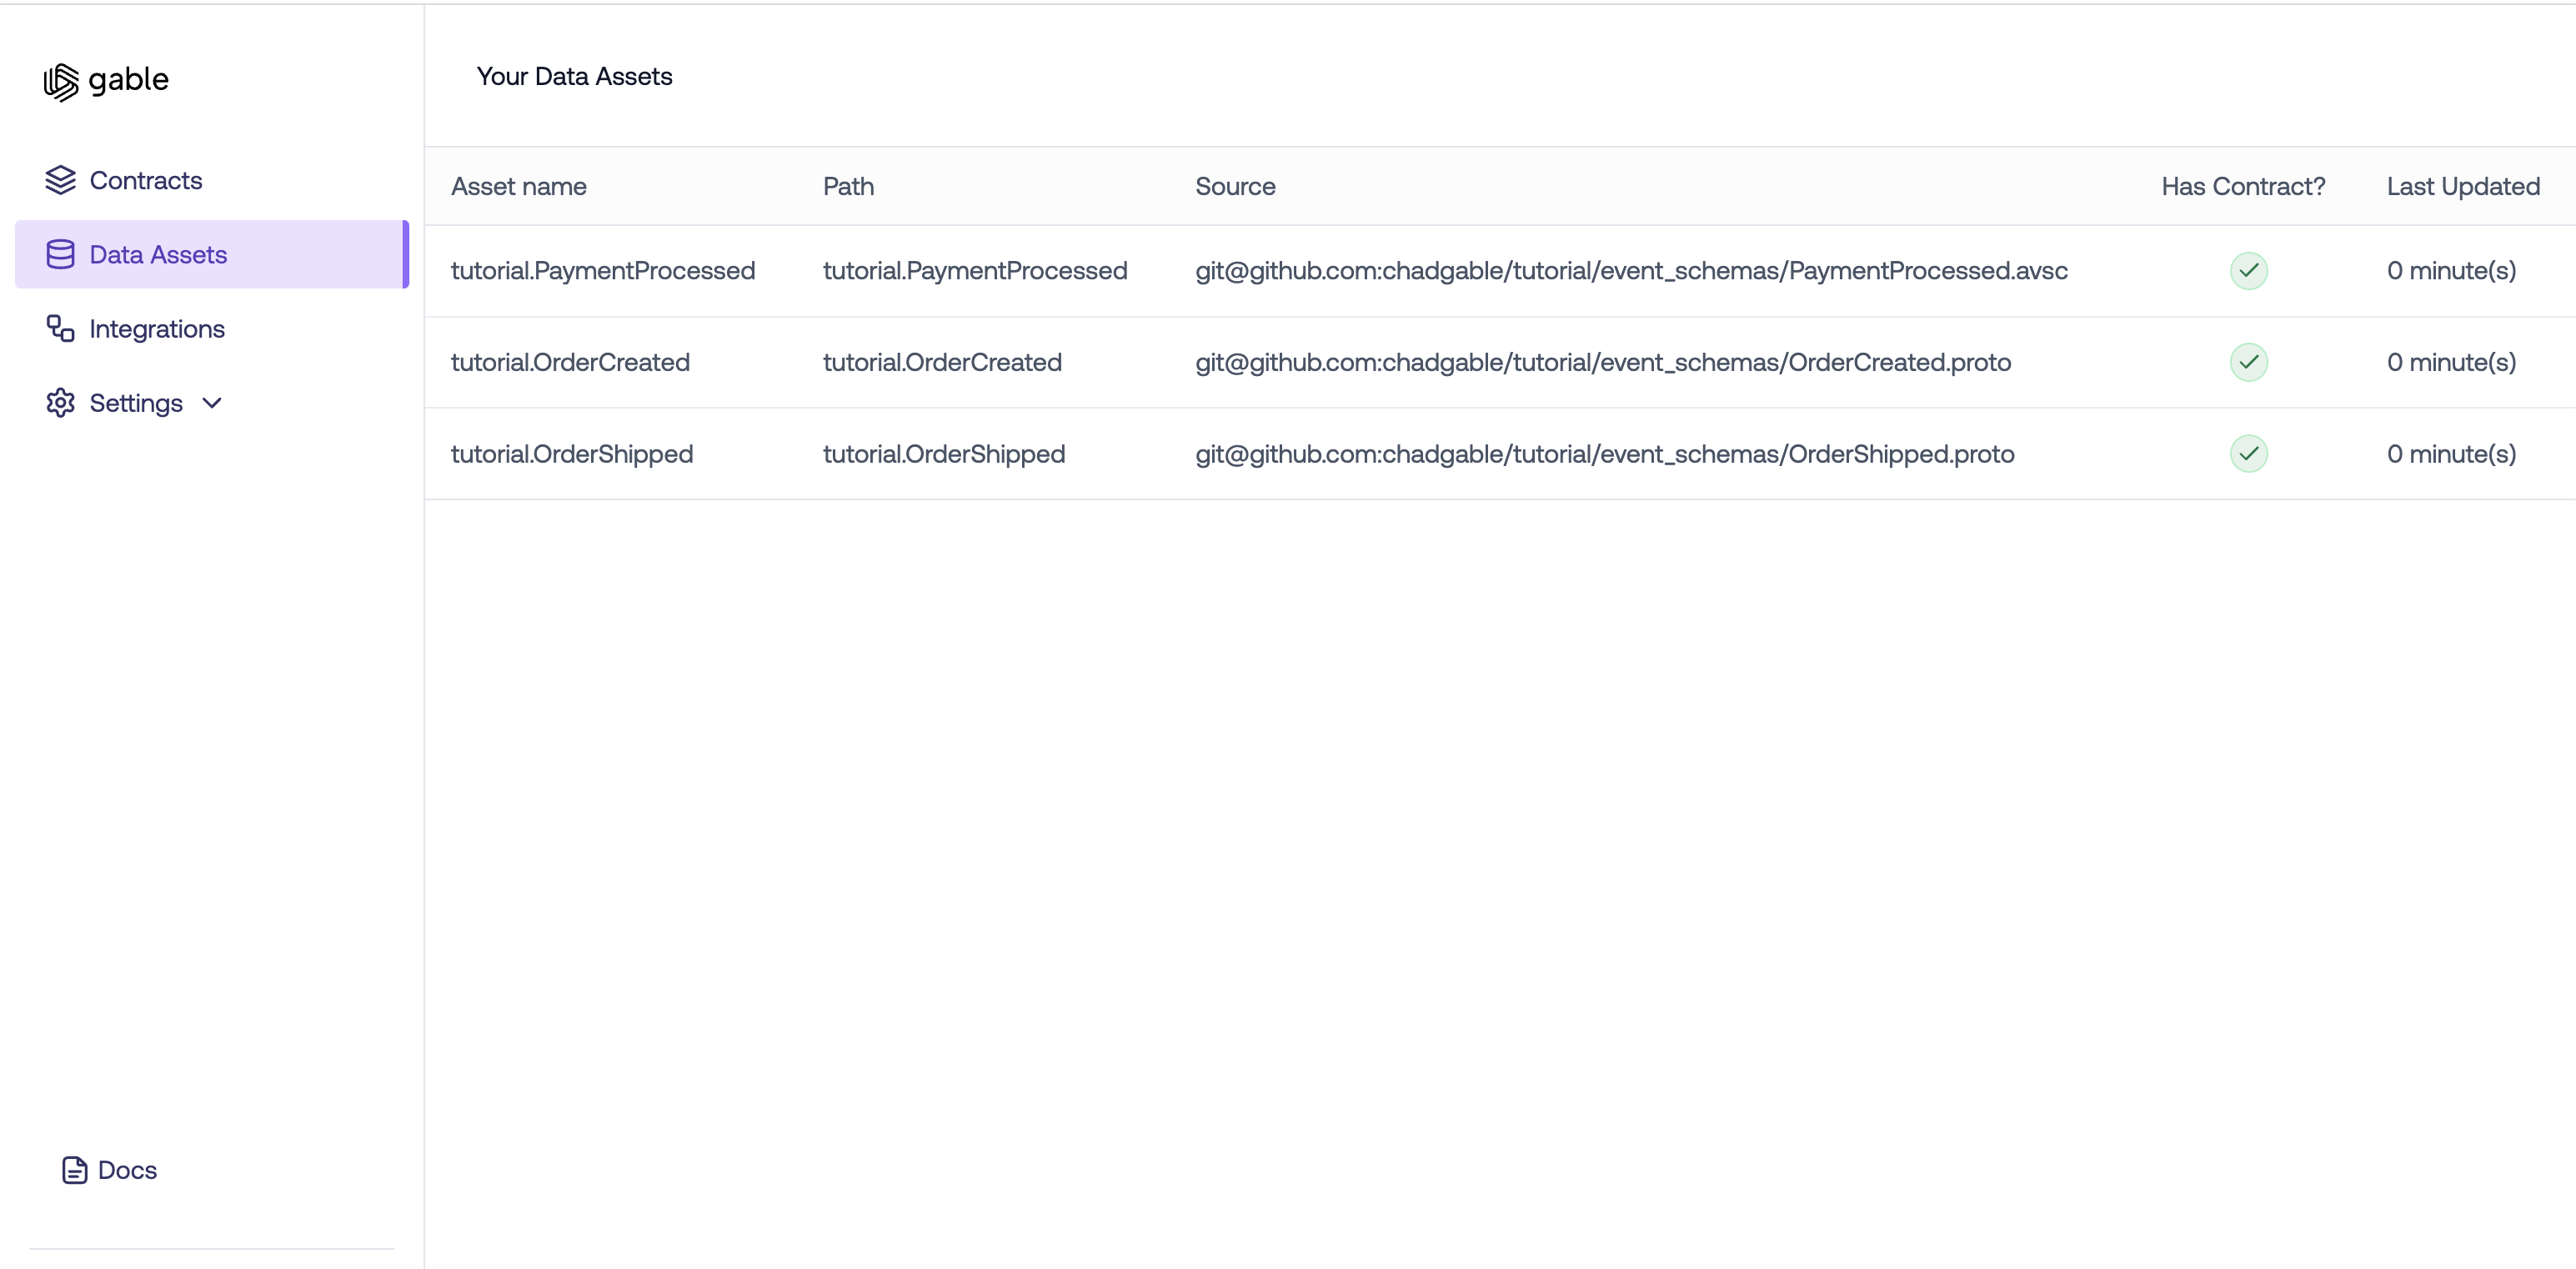 gable
Contracts
Data Assets
Integrations
Settings
Docs
Your Data Assets
Asset name Path Source Has Contract? Last Updated
tutorial.PaymentProcessed tutorial.PaymentProcessed git@github.com:chadgable/tutorial/event_schemas/PaymentProcessed.avsc 0 minute(s)
tutorial.OrderCreated tutorial.OrderCreated git@github.com:chadgable/tutorial/event_schemas/OrderCreated.proto 0 minute(s)
tutorial.OrderShipped tutorial.OrderShipped git@github.com:chadgable/tutorial/event_schemas/OrderShipped.proto 0 minute(s)